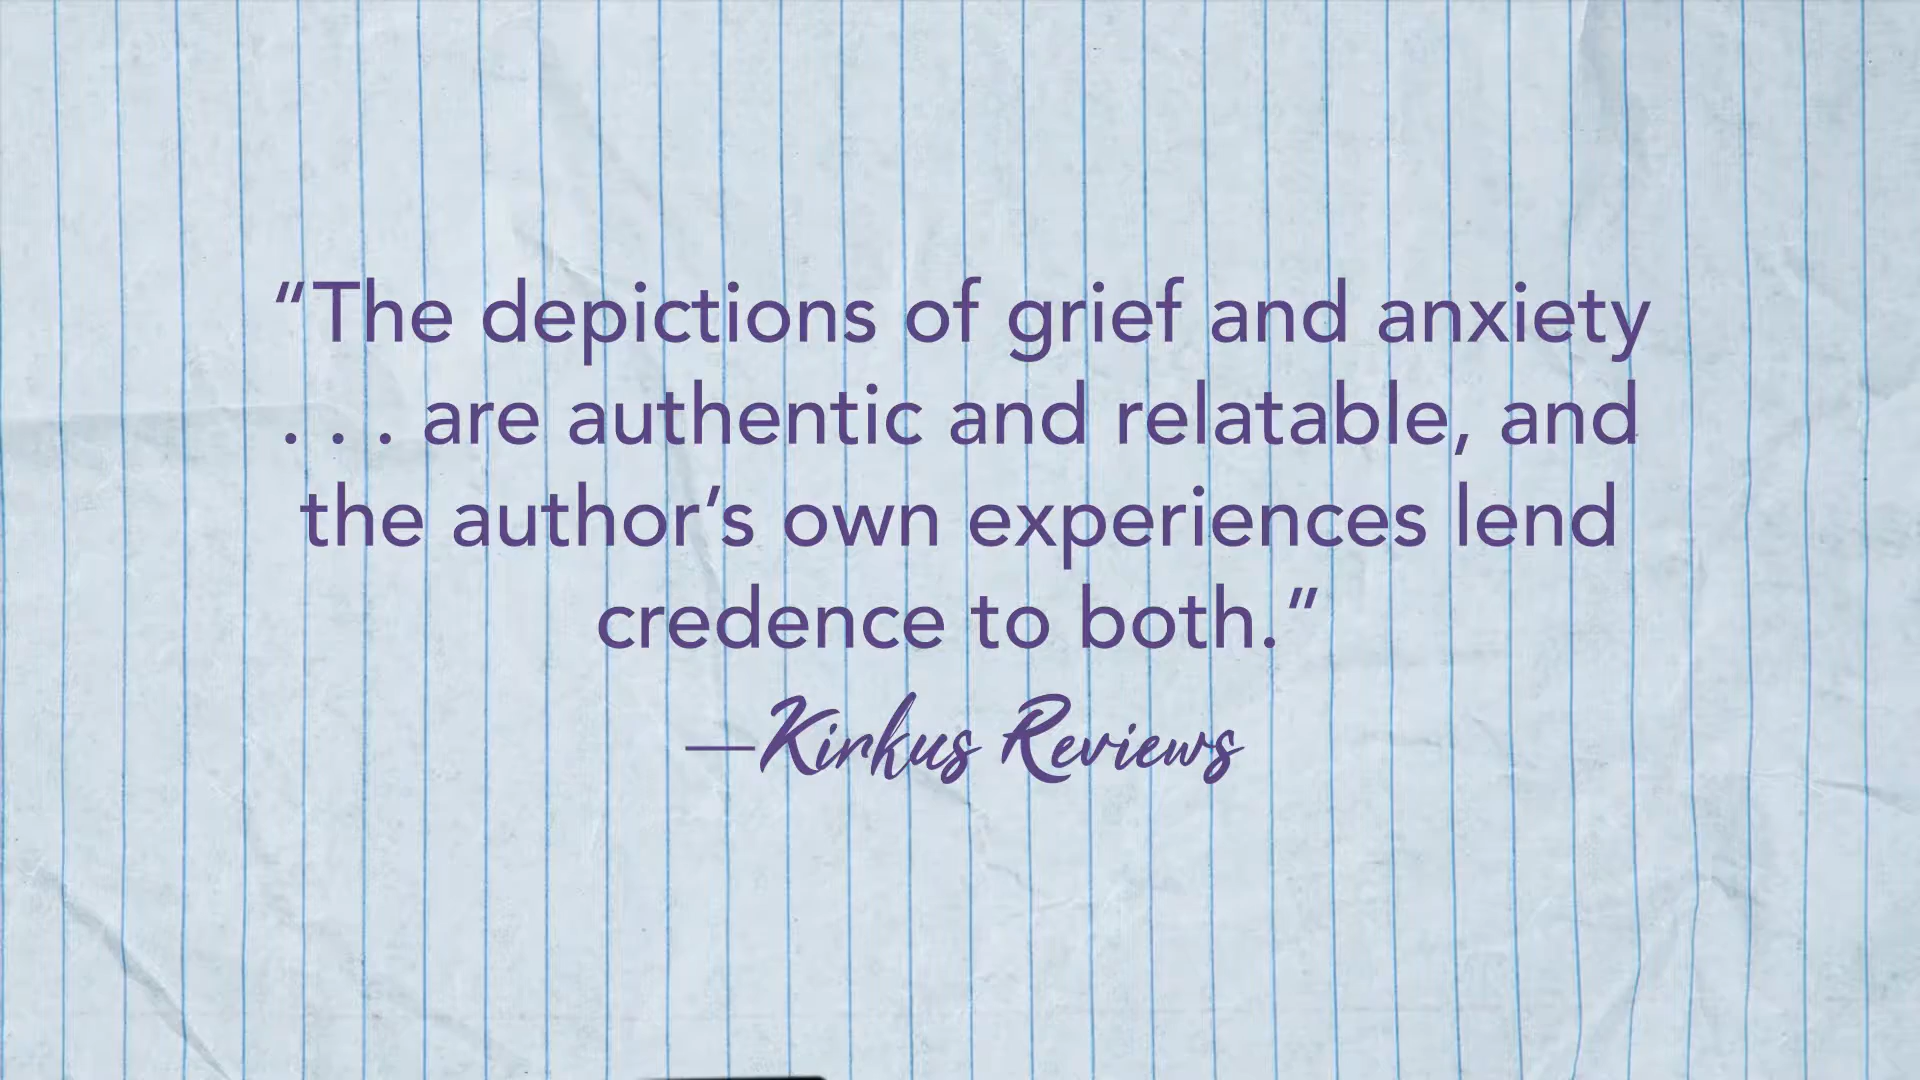 “The depictions of grief and anxiety
. . . are authentic and relatable, and
the author’s own experiences lend
credence to both.”
—Kirkus Reviews